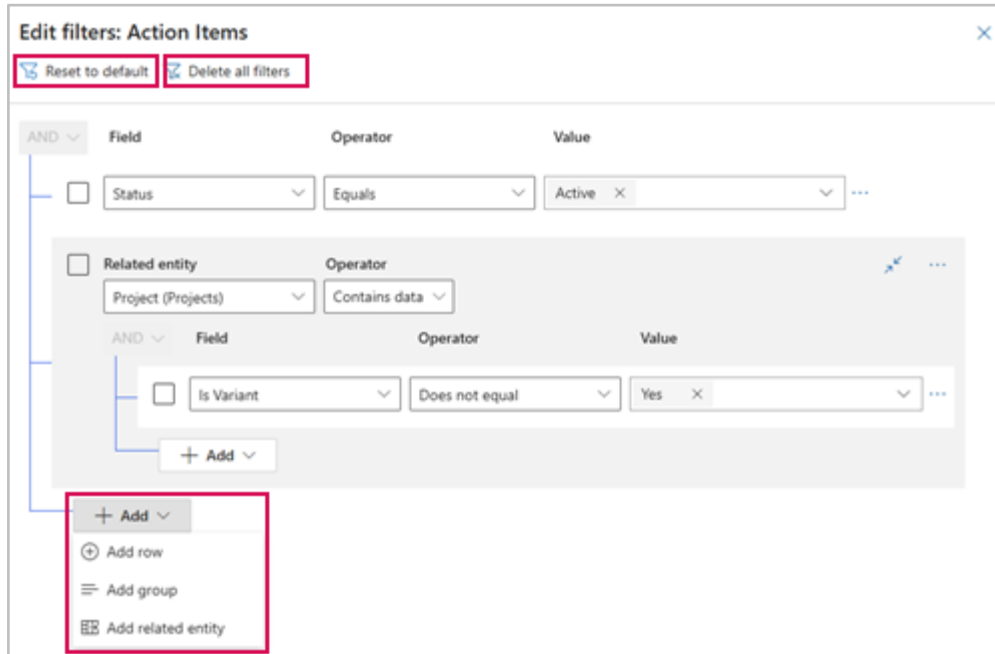 Edit filters: Action Items
Reset to default Delete all filters
AND Field Operator Value
Status Equals Active
Related entity Operator
Project (Projects) Contains data
AND Field Operator Value
Is Variant Does not equal Yes
Add
Add
Add row
Add group
Add related entity